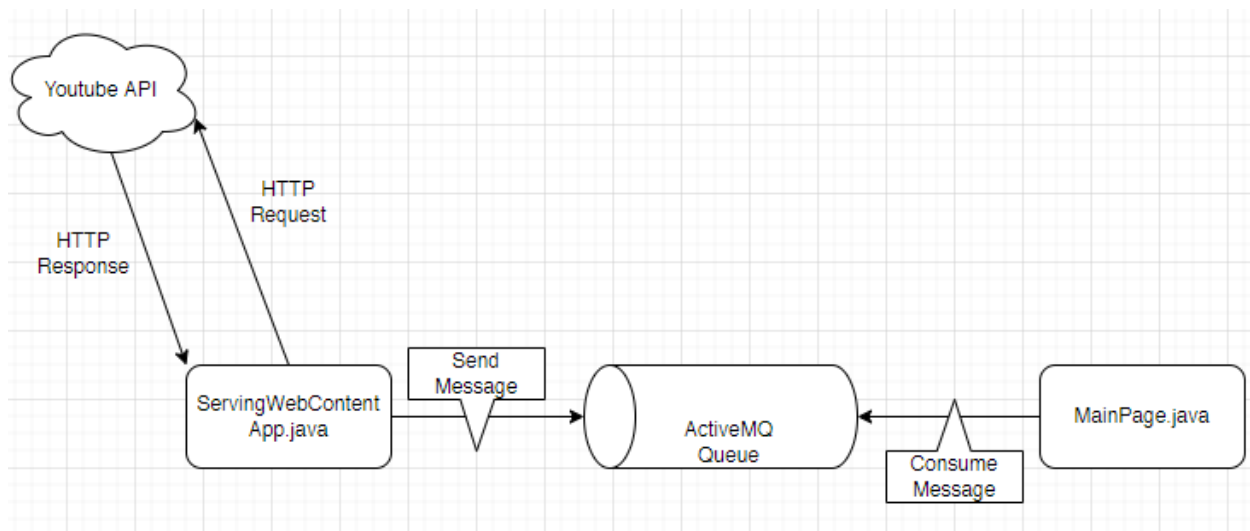 Youtube API
HTTP
Request
HTTP
Response
ServingWebContent
App.java
Send
Message
ActiveMQ
Queue
Consume
Message
MainPage.java